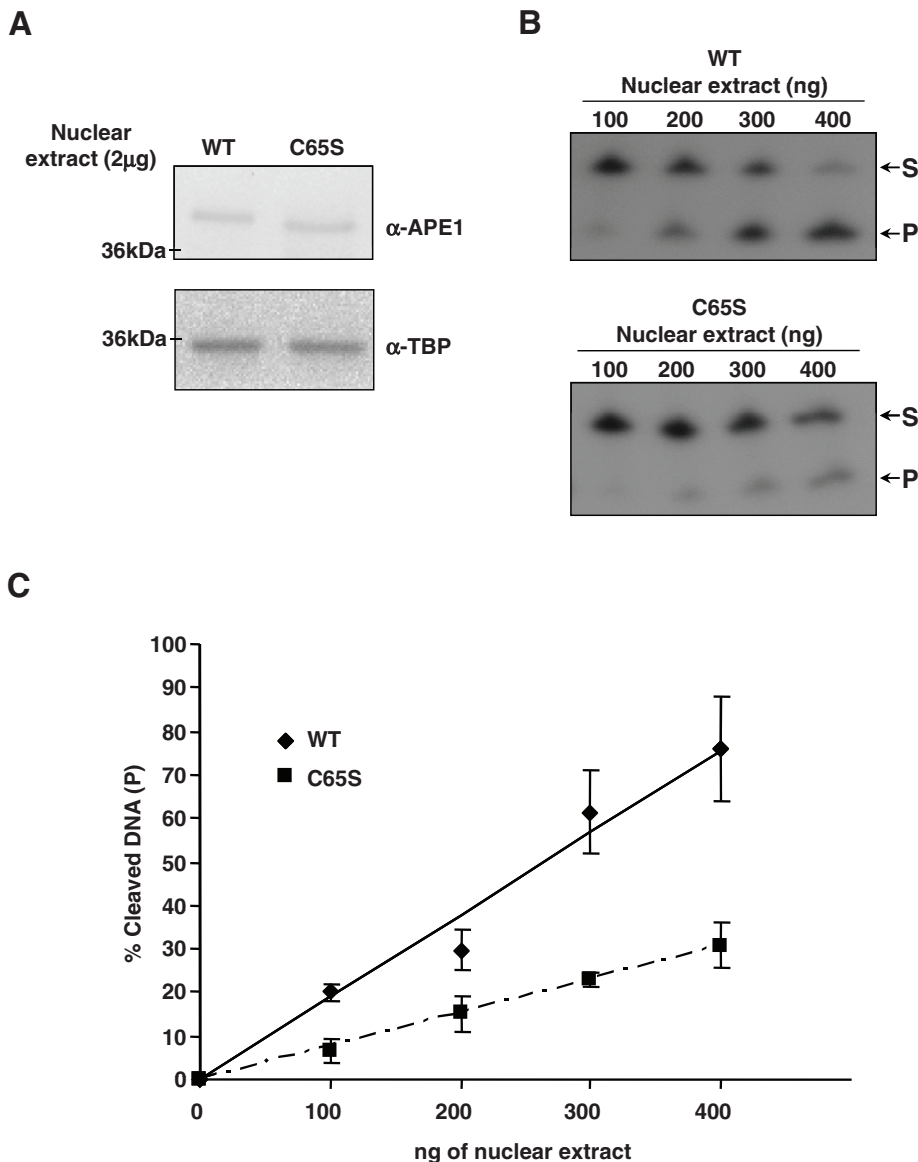 A
Nuclear
extract (2µg)
WT C65S
36kDa
α-APE1
36kDa
α-TBP
B
WT
Nuclear extract (ng)
100 200 300 400
←S
←P
C65S
Nuclear extract (ng)
100 200 300 400
←S
←P
C
100
90
80
70
60
50
40
30
20
10
0
% Cleaved DNA (P)
WT
C65S
0 100 200 300 400
ng of nuclear extract